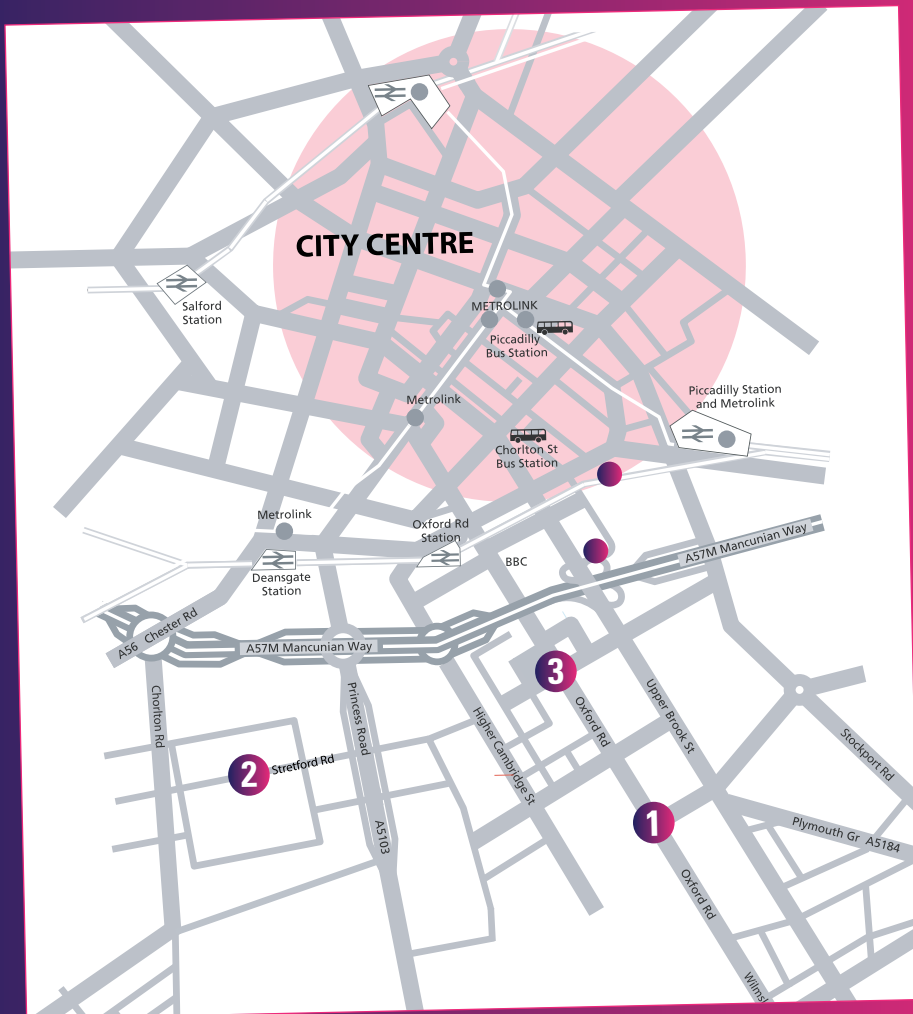 CITY CENTRE
Salford
Station
METROLINK
Piccadilly
Bus Station
Metrolink
Piccadilly Station
and Metrolink
Chorlton St
Bus Station
Metrolink
Oxford Rd
Station
Deansgate
Station
BBC
A57M Mancunian Way
A56 Chester Rd
A57M Mancunian Way
3
Chorlton Rd
Princess Road
Higher Cambridge St
Oxford Rd
Upper Brook St
Stockport Rd
2
Stretford Rd
1
A5103
Plymouth Gr A5184
Oxford Rd
Wilmsl